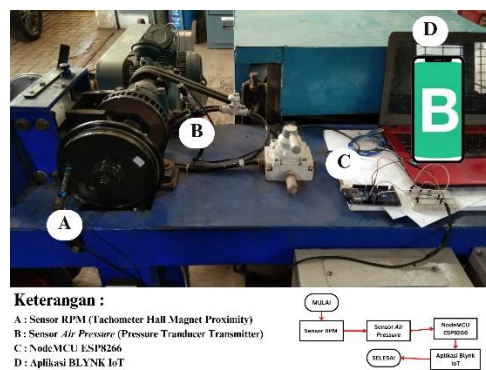 D
B
B
C
A
Keterangan :
A : Sensor RPM (Tachometer Hall Magnet Proximity)
B : Sensor Air Pressure (Pressure Tranducer Transmitter)
C : NodeMCU ESP8266
D : Aplikasi BLYNK IoT
MULAI
Sensor RPM
Sensor Air
Pressure
NodeMCU
ESP8266
SELESAI
Aplikasi Blynk
IoT